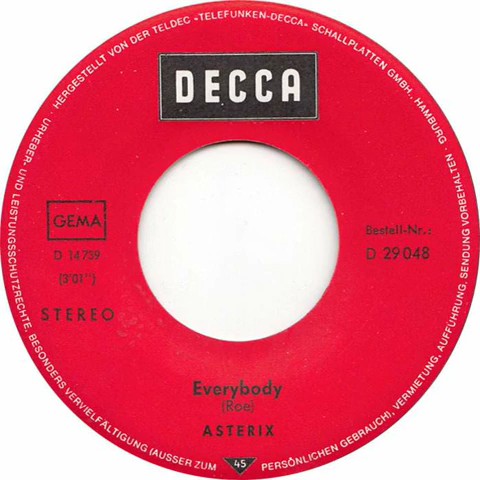 URHEBER- UND LEISTUNGSSCHUTZRECHTE, BESONDERS VERVIELFÄLTIGUNG (AUSSER ZUM PERSÖNLICHEN GEBRAUCH), VERMIETUNG, AUFFÜHRUNG, SENDUNG VORBEHALTEN.
HERGESTELLT VON DER TELDEC »TELEFUNKEN-DECCA« SCHALLPLATTEN GMBH., HAMBURG
DECCA
GEMA
D 14759
(3'01'')
STEREO
Bestell-Nr.:
D 29 048
Everybody
(Roe)
ASTERIX
45